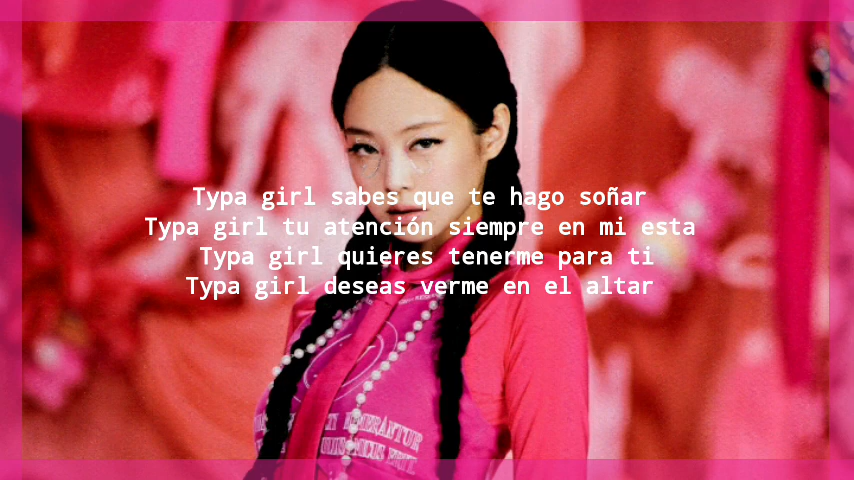 Typa girl sabes que te hago soñar
Typa girl tu atención siempre en mi esta
Typa girl quieres tenerme para ti
Typa girl deseas verme en el altar